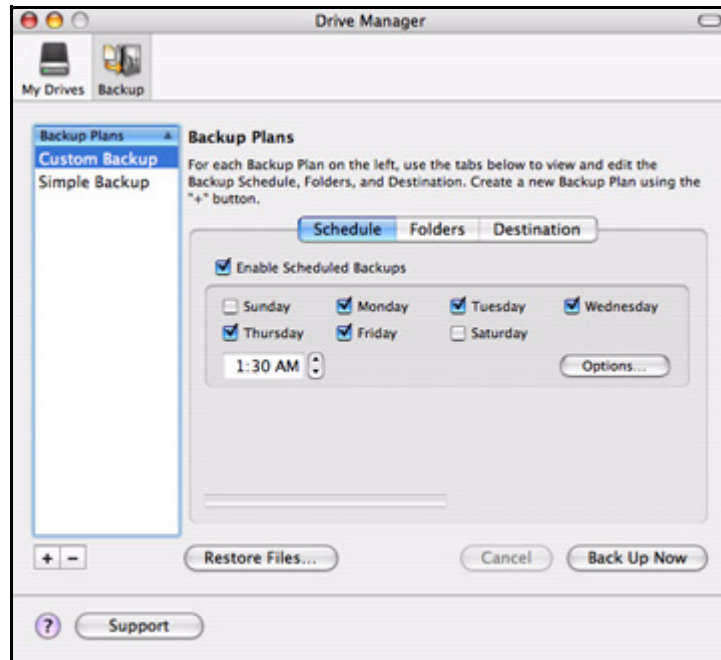 Drive Manager
My Drives Backup
Backup Plans
Custom Backup
Simple Backup
Backup Plans
For each Backup Plan on the left, use the tabs below to view and edit the
Backup Schedule, Folders, and Destination. Create a new Backup Plan using the
"+" button.
Schedule Folders Destination
Enable Scheduled Backups
Sunday Monday Tuesday Wednesday
Thursday Friday Saturday
1:30 AM Options...
+ −
Restore Files... Cancel Back Up Now
? Support